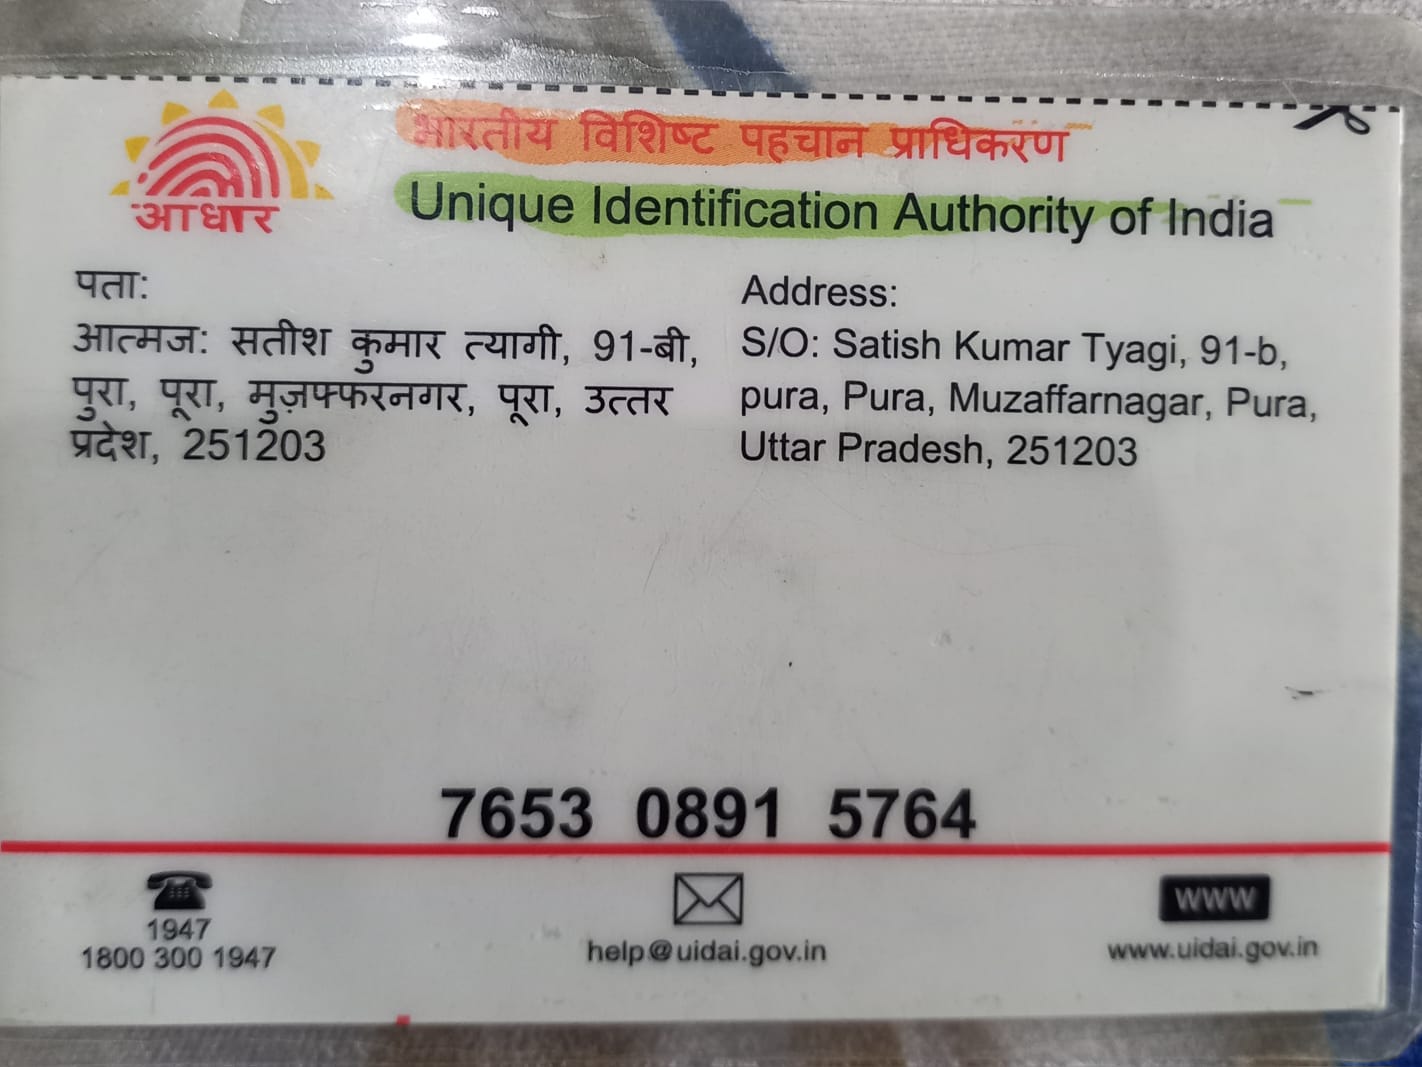 आधार
भारतीय विशिष्ट पहचान प्राधिकरण
Unique Identification Authority of India
पता:
आत्मज: सतीश कुमार त्यागी, 91-बी,
पुरा, पूरा, मुज़फ्फरनगर, पूरा, उत्तर
प्रदेश, 251203
Address:
S/O: Satish Kumar Tyagi, 91-b,
pura, Pura, Muzaffarnagar, Pura,
Uttar Pradesh, 251203
7653 0891 5764
1947
1800 300 1947
help@uidai.gov.in
www
www.uidai.gov.in